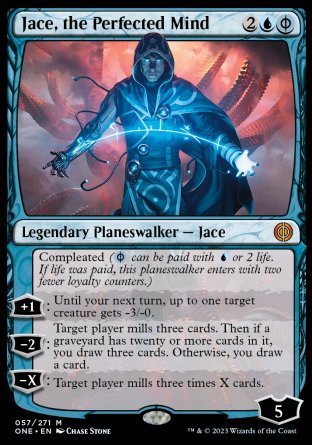 Jace, the Perfected Mind 2
Legendary Planeswalker — Jace
Compleated ( can be paid with or 2 life.
If life was paid, this planeswalker enters with two
fewer loyalty counters.)
+1: Until your next turn, up to one target
creature gets -3/-0.
Target player mills three cards. Then if a
-2: graveyard has twenty or more cards in it,
you draw three cards. Otherwise, you draw
a card.
-X: Target player mills three times X cards.
057/271 M
ONE • EN CHASE STONE
™ & © 2023 Wizards of the Coast
5